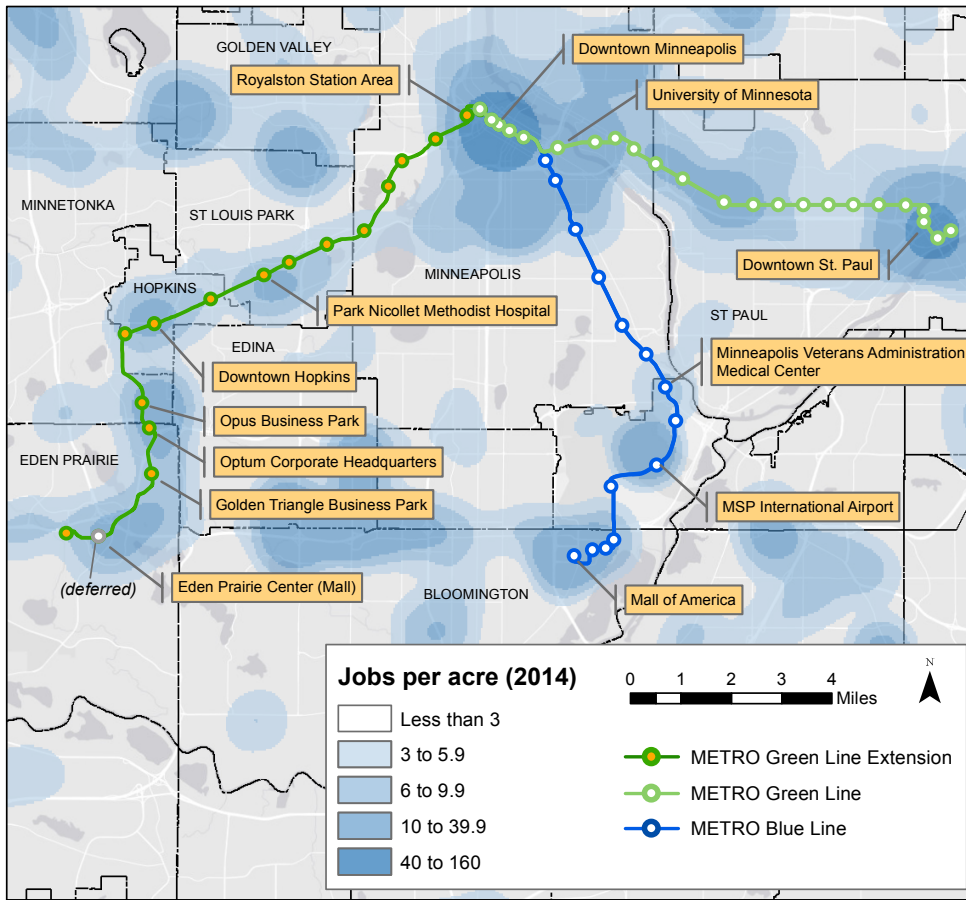 GOLDEN VALLEY
Downtown Minneapolis
Royalston Station Area
University of Minnesota
MINNETONKA
ST LOUIS PARK
MINNEAPOLIS
Downtown St. Paul
HOPKINS
Park Nicollet Methodist Hospital
ST PAUL
EDINA
Minneapolis Veterans Administration
Medical Center
Downtown Hopkins
Opus Business Park
EDEN PRAIRIE
Optum Corporate Headquarters
Golden Triangle Business Park
MSP International Airport
(deferred)
Eden Prairie Center (Mall)
BLOOMINGTON
Mall of America
Jobs per acre (2014)
Less than 3
3 to 5.9
6 to 9.9
10 to 39.9
40 to 160
0 1 2 3 4
Miles
N
METRO Green Line Extension
METRO Green Line
METRO Blue Line